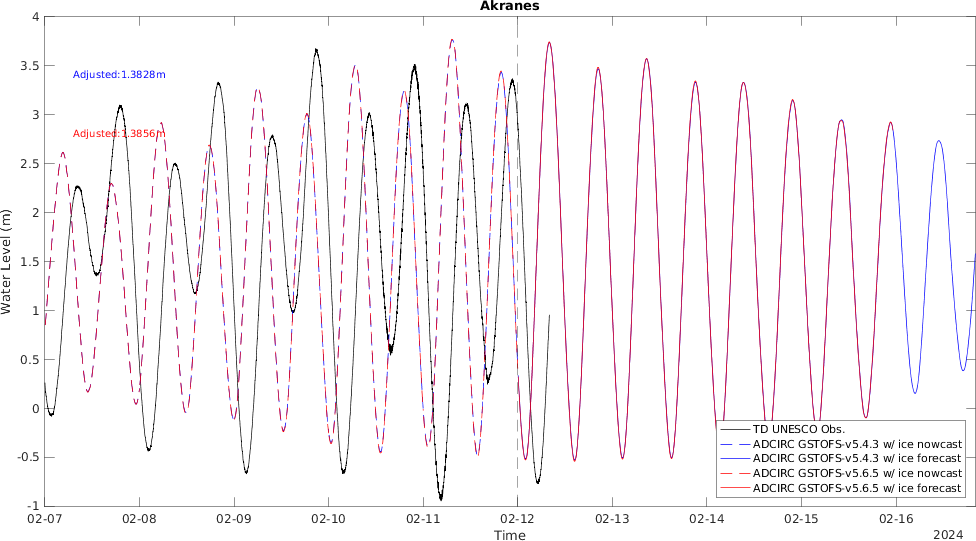 Akranes
4
3.5
3
2.5
2
1.5
1
0.5
0
-0.5
-1
Water Level (m)
Adjusted:1.3828m
Adjusted:1.3856m
TD UNESCO Obs.
ADCIRC GSTOFS-v5.4.3 w/ ice nowcast
ADCIRC GSTOFS-v5.4.3 w/ ice forecast
ADCIRC GSTOFS-v5.6.5 w/ ice nowcast
ADCIRC GSTOFS-v5.6.5 w/ ice forecast
02-07 02-08 02-09 02-10 02-11 02-12 02-13 02-14 02-15 02-16
Time
2024